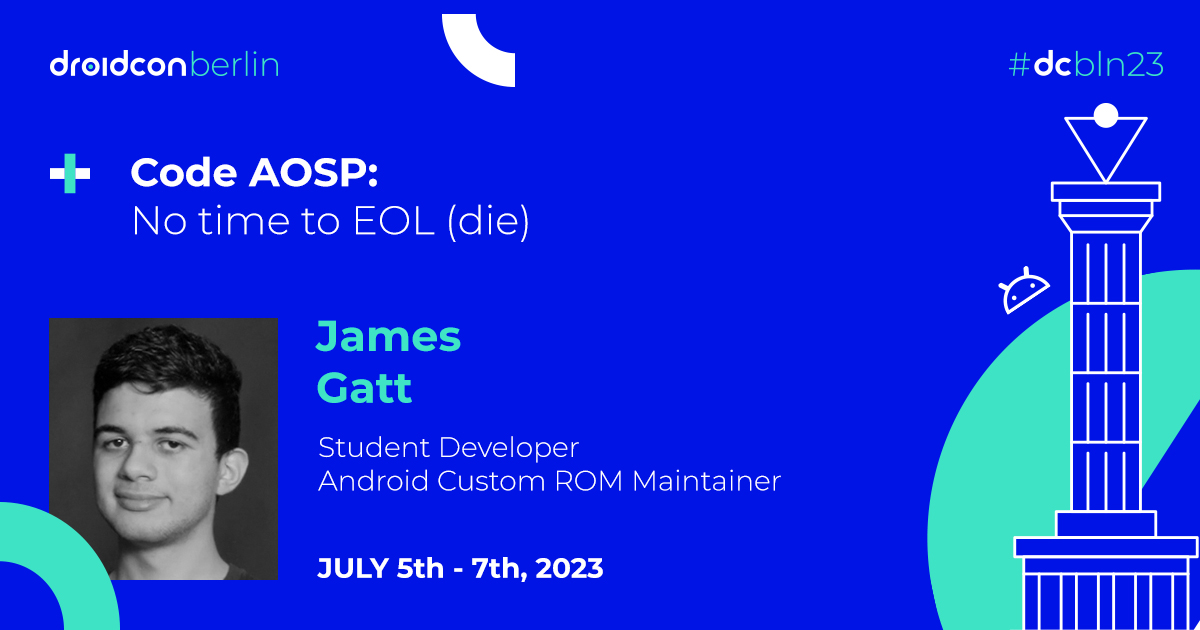 droidconberlin
#dcbln23
Code AOSP:
No time to EOL (die)
James
Gatt
Student Developer
Android Custom ROM Maintainer
JULY 5th - 7th, 2023